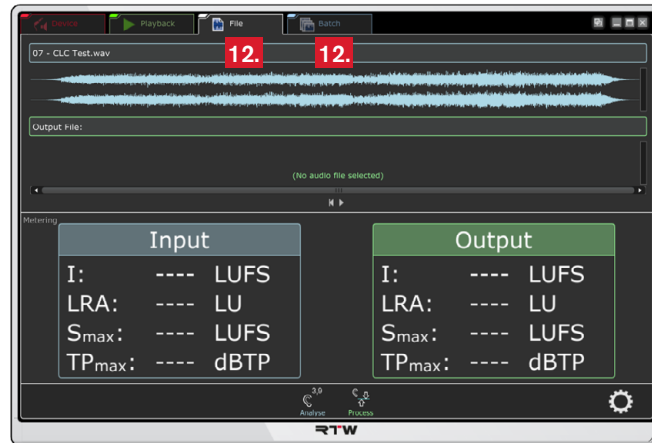 Device Playback File Batch
12. 12.
07 - CLC Test.wav
Output File:
(No audio file selected)
Metering
Input Output
I: ---- LUFS I: ---- LUFS
LRA: ---- LU LRA: ---- LU
Smax: ---- LUFS Smax: ---- LUFS
TPmax: ---- dBTP TPmax: ---- dBTP
3,9
Analyse Process
RTW